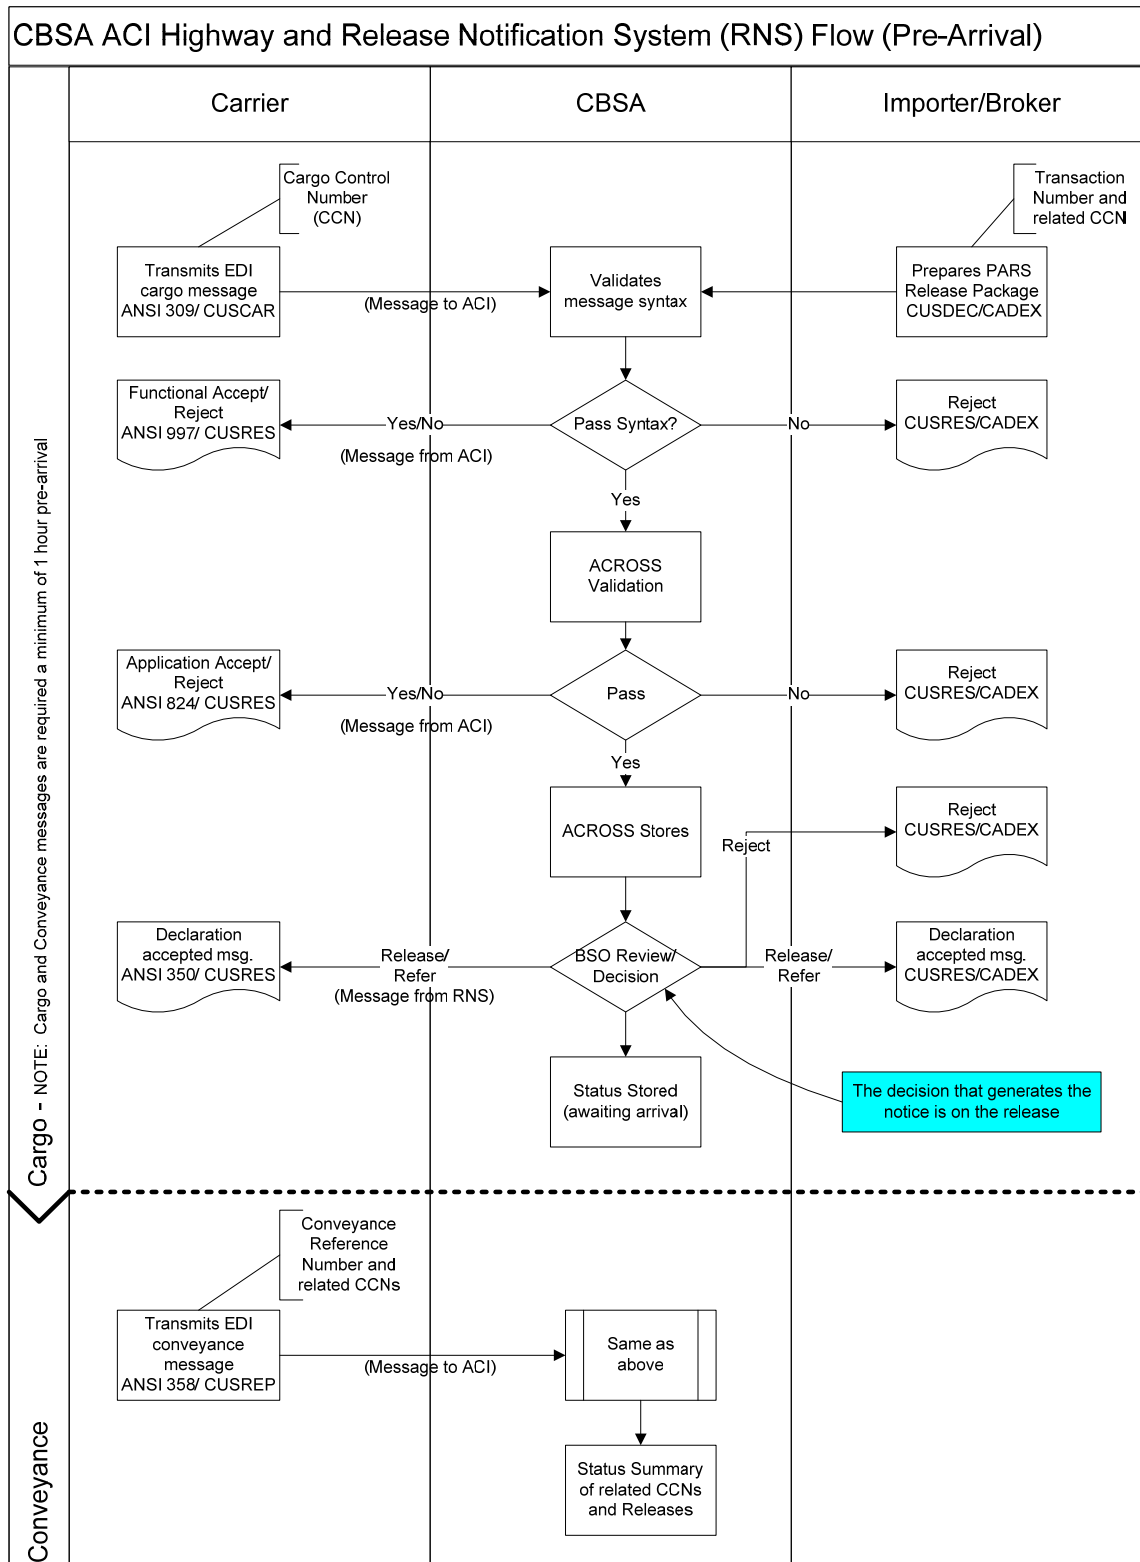 CBSA ACI Highway and Release Notification System (RNS) Flow (Pre-Arrival)
Carrier
CBSA
Importer/Broker
Cargo Control
Number
(CCN)
Transaction
Number and
related CCN
Transmits EDI
cargo message
ANSI 309/ CUSCAR
(Message to ACI)
Validates
message syntax
Prepares PARS
Release Package
CUSDEC/CADEX
Functional Accept/
Reject
ANSI 997/ CUSRES
Yes/No
(Message from ACI)
Pass Syntax?
No
Reject
CUSRES/CADEX
Yes
ACROSS
Validation
Application Accept/
Reject
ANSI 824/ CUSRES
Yes/No
(Message from ACI)
Pass
No
Reject
CUSRES/CADEX
Yes
ACROSS Stores
Reject
Reject
CUSRES/CADEX
Declaration
accepted msg.
ANSI 350/ CUSRES
Release/
Refer
(Message from RNS)
BSO Review/
Decision
Release/
Refer
Declaration
accepted msg.
CUSRES/CADEX
Status Stored
(awaiting arrival)
The decision that generates the
notice is on the release
Cargo - NOTE: Cargo and Conveyance messages are required a minimum of 1 hour pre-arrival
Conveyance
Reference
Number and
related CCNs
Transmits EDI
conveyance
message
ANSI 358/ CUSREP
(Message to ACI)
Same as
above
Status Summary
of related CCNs
and Releases
Conveyance